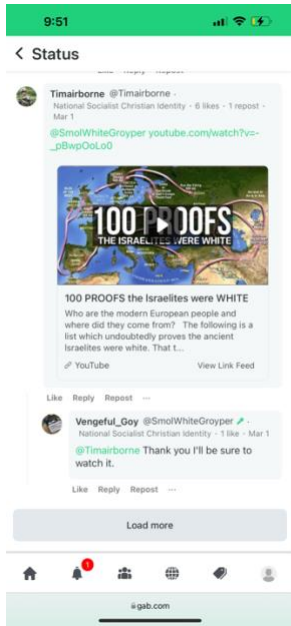 9:51
Status
Like Reply Repost
Timairborne @Timairborne ·
National Socialist Christian Identity · 6 likes · 1 repost ·
Mar 1
@SmolWhiteGroyper youtube.com/watch?v=-
_pBwpOoLo0
100 PROOFS
THE ISRAELITES WERE WHITE
100 PROOFS the Israelites were WHITE
Who are the modern European people and
where did they come from? The following is a
list which undoubtedly proves the ancient
Israelites were white. That t...
YouTube View Link Feed
Like Reply Repost ···
Vengeful_Goy @SmolWhiteGroyper ·
National Socialist Christian Identity · 1 like · Mar 1
@Timairborne Thank you I'll be sure to
watch it.
Like Reply Repost ···
Load more
1
gab.com